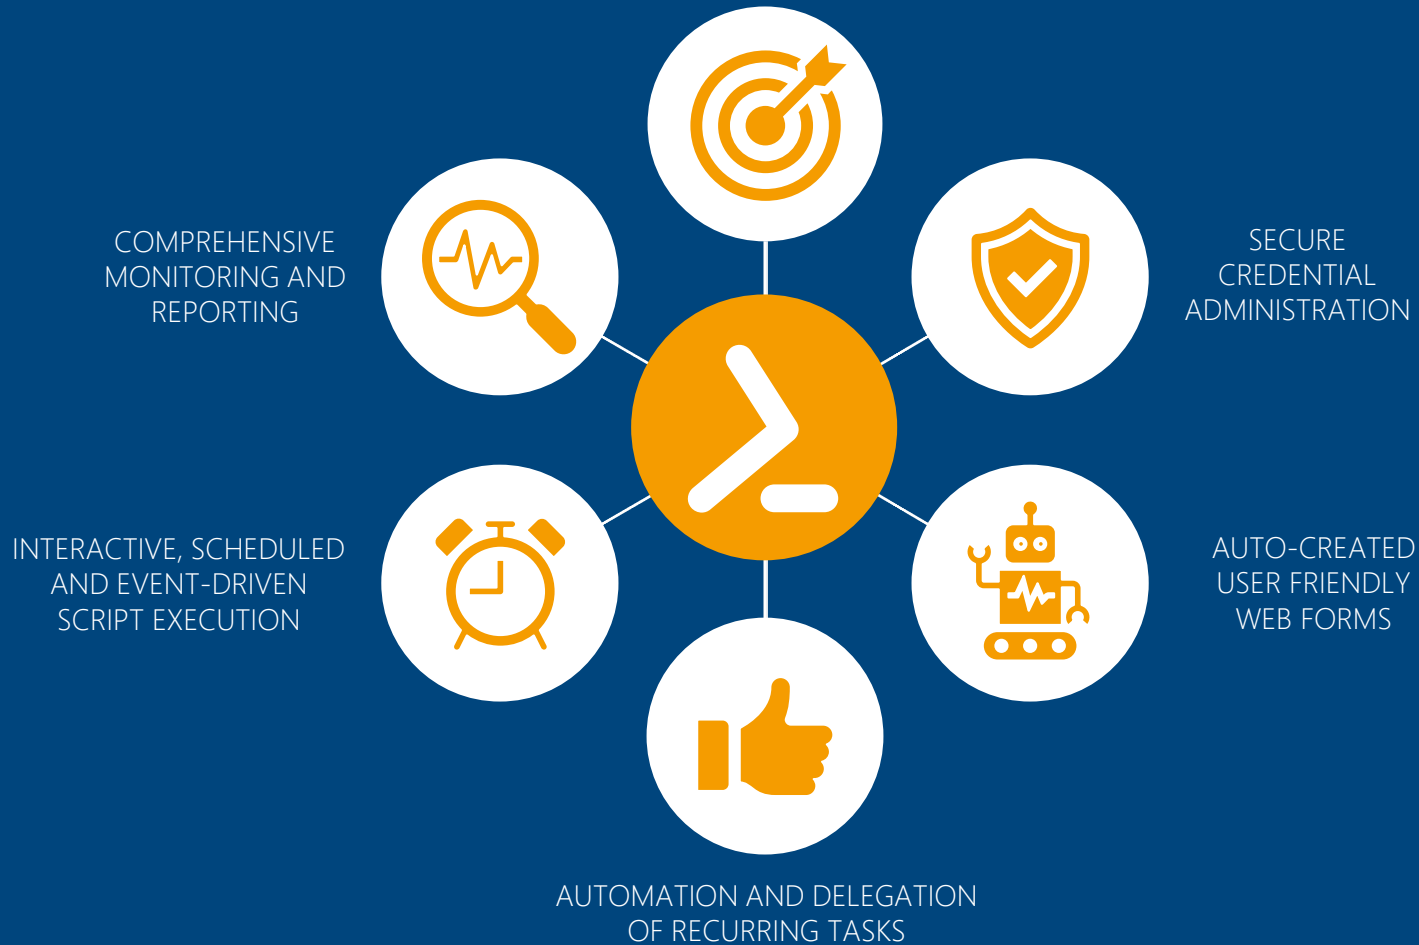 COMPREHENSIVE
MONITORING AND
REPORTING
SECURE
CREDENTIAL
ADMINISTRATION
INTERACTIVE, SCHEDULED
AND EVENT-DRIVEN
SCRIPT EXECUTION
AUTO-CREATED
USER FRIENDLY
WEB FORMS
AUTOMATION AND DELEGATION
OF RECURRING TASKS